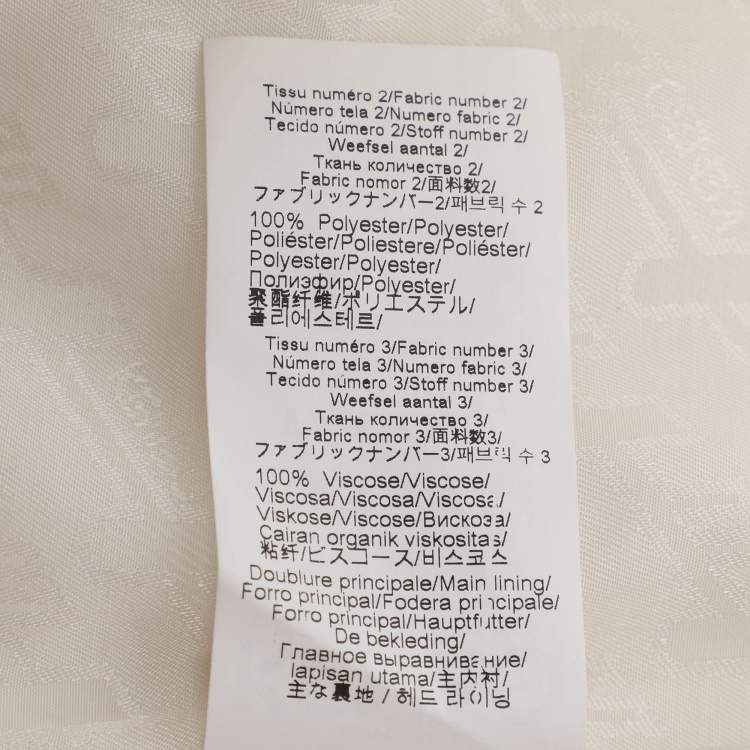 Tissu numéro 2/Fabric number 2/
Número tela 2/Numero fabric 2/
Tecido número 2/Stoff number 2/
Weefsel aantal 2/
Ткань количество 2/
Fabric nomor 2/面料数2/
ファブリックナンバー2/패브릭 수 2
100% Polyester/Polyester/
Poliéster/Poliestere/Poliéster/
Polyester/Polyester/
Полиэфир/Polyester/
聚酯纤维/ポリエステル/
폴리에스테르/
Tissu numéro 3/Fabric number 3/
Número tela 3/Numero fabric 3/
Tecido número 3/Stoff number 3/
Weefsel aantal 3/
Ткань количество 3/
Fabric nomor 3/面料数3/
ファブリックナンバー3/패브릭 수 3
100% Viscose/Viscose/
Viscosa/Viscosa/Viscosa/
Viskose/Viscose/Вискоза/
Cairan organik viskositas/
粘纤/ビスコース/비스코스
Doublure principale/Main lining/
Forro principal/Fodera principale/
Forro principal/Hauptfutter/
De bekleding/
Главное выравнивание/
lapisan utama/主内衬/
主な裏地 / 헤드 라이닝